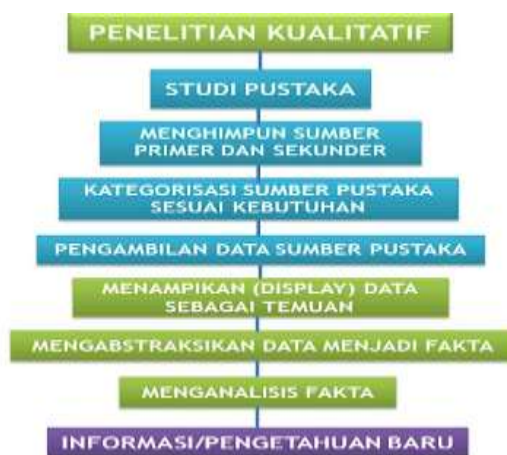 PENELITIAN KUALITATIF
STUDI PUSTAKA
MENGHIMPUN SUMBER
PRIMER DAN SEKUNDER
KATEGORISASI SUMBER PUSTAKA
SESUAI KEBUTUHAN
PENGAMBILAN DATA SUMBER PUSTAKA
MENAMPIKAN (DISPLAY) DATA
SEBAGAI TEMUAN
MENGABSTRAKSIKAN DATA MENJADI FAKTA
MENGANALISIS FAKTA
INFORMASI/PENGETAHUAN BARU